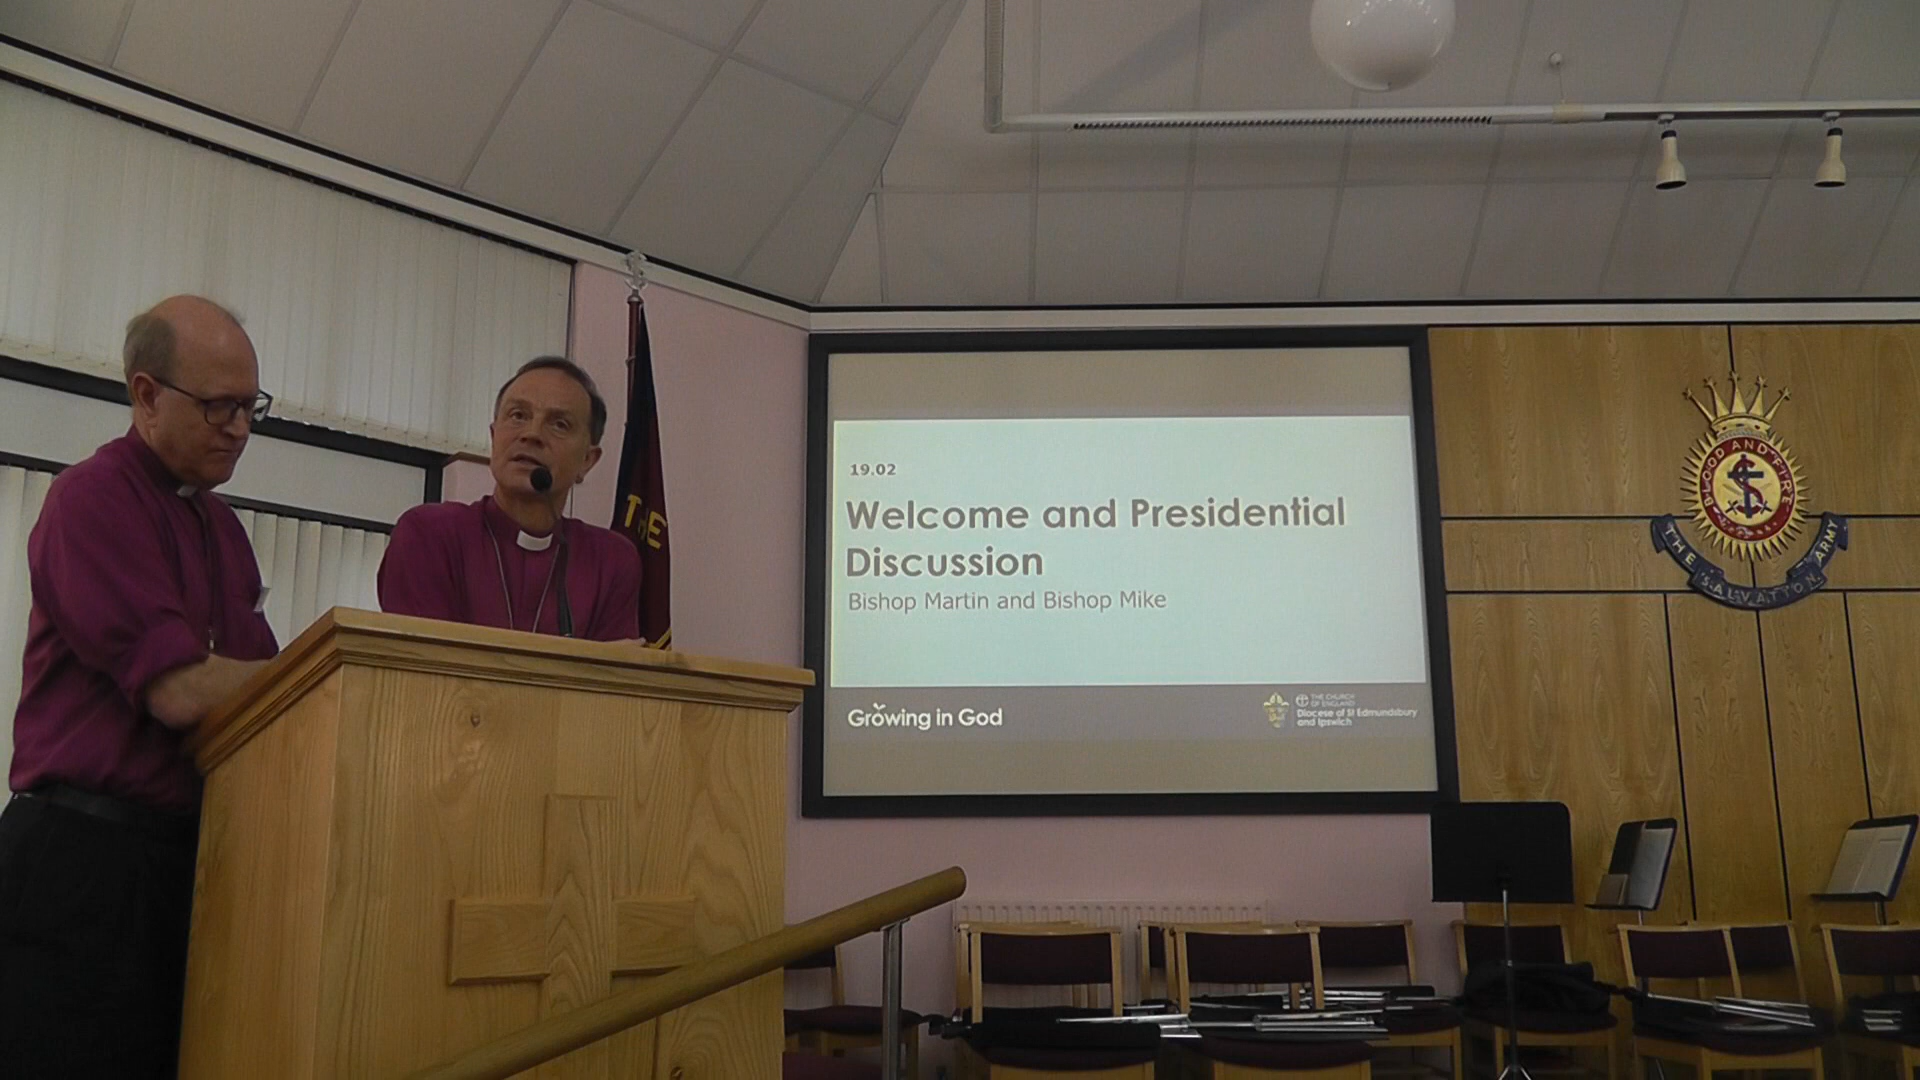 19.02
Welcome and Presidential
Discussion
Bishop Martin and Bishop Mike
Growing in God
THE CHURCH
OF ENGLAND
Diocese of St Edmundsbury
and Ipswich
THE
BLOOD AND FIRE
THE SALVATION ARMY